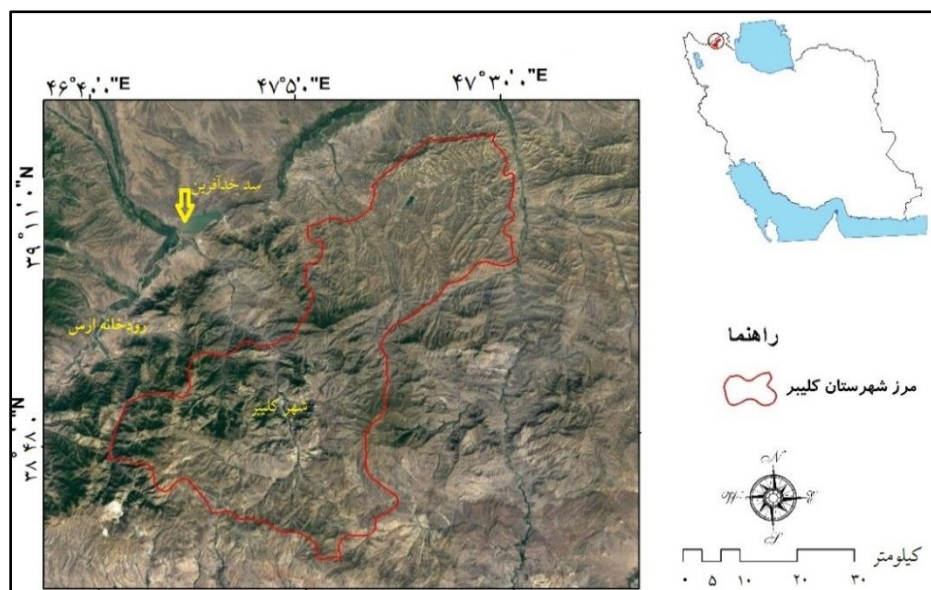 ۴۶°۴۰'۰"E
۴۷°۵'۰"E
۴۷°۳۰'۰"E
۳۹°۱۱'۰"N
سد خدآفرین
رودخانه ارس
شهر کلیبر
۳۸°۴۸'۰"N
راهنما
مرز شهرستان کلیبر
N
W
E
S
کیلومتر
۰ ۵ ۱۰ ۲۰ ۳۰